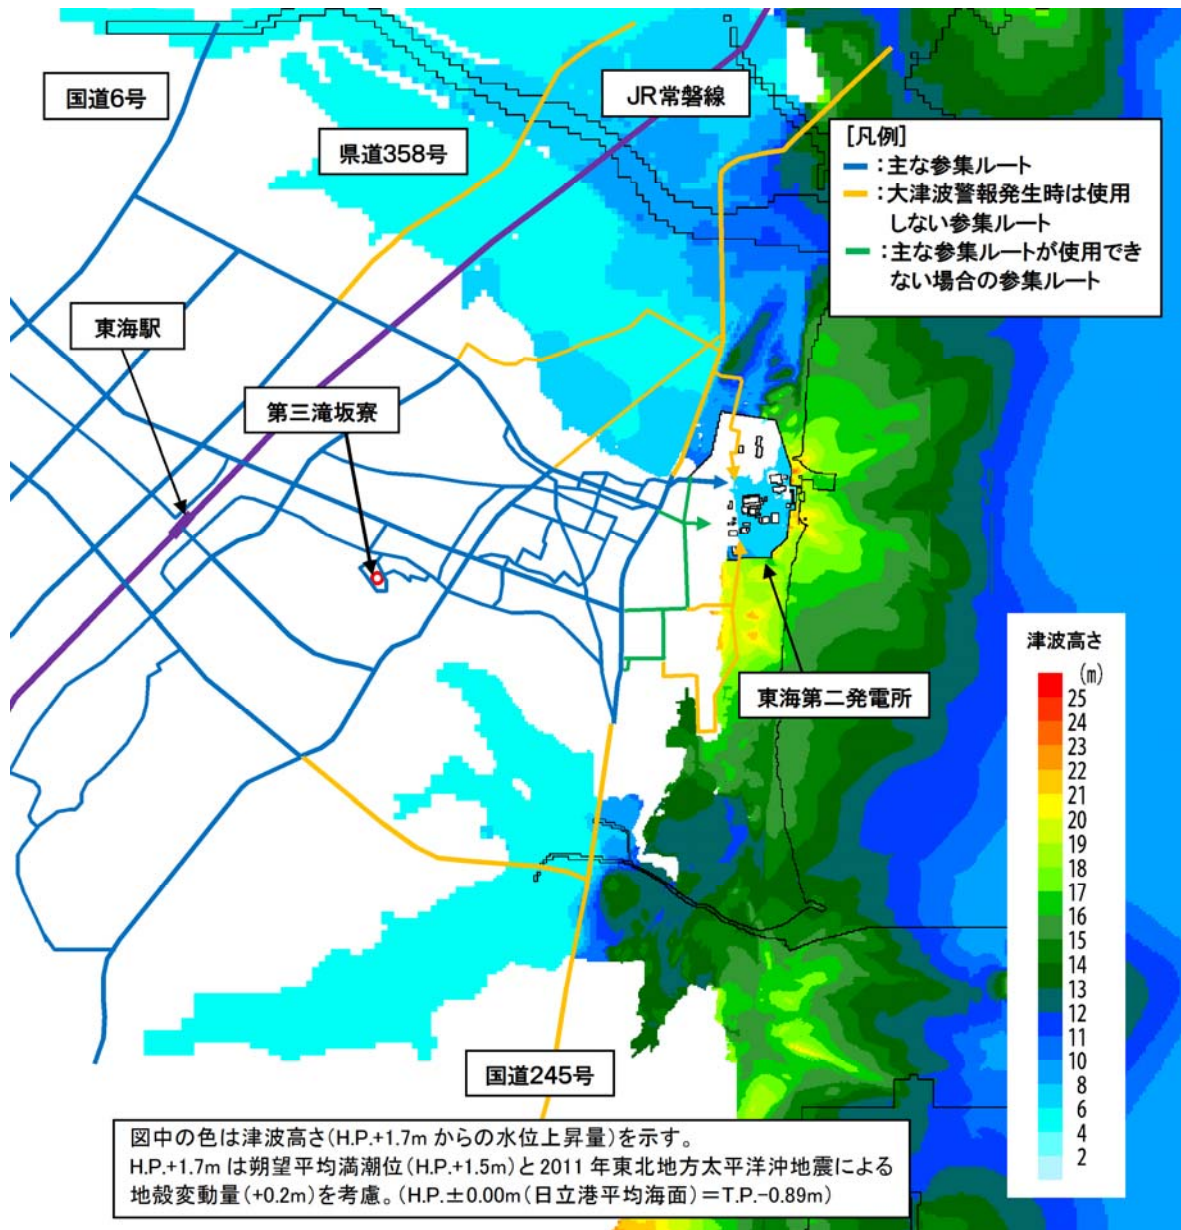 国道6号
県道358号
JR常磐線
[凡例]
:主な参集ルート
:大津波警報発生時は使用
しない参集ルート
:主な参集ルートが使用でき
ない場合の参集ルート
東海駅
第三滝坂寮
東海第二発電所
津波高さ
(m)
25
24
23
22
21
20
19
18
17
16
15
14
13
12
11
10
8
6
4
2
国道245号
図中の色は津波高さ(H.P.+1.7m からの水位上昇量)を示す。
H.P.+1.7m は朔望平均満潮位(H.P.+1.5m)と2011 年東北地方太平洋沖地震による
地殻変動量(+0.2m)を考慮。(H.P.±0.00m(日立港平均海面)=T.P.-0.89m)